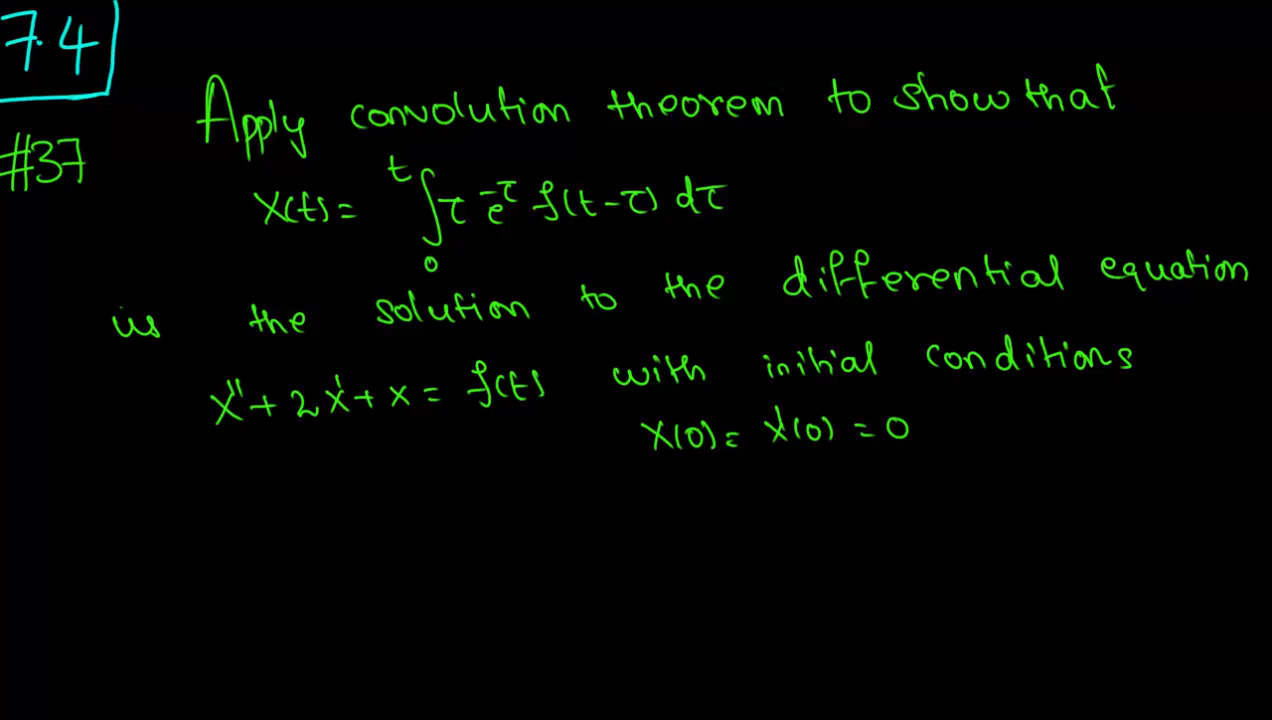 7.4
#37
Apply convolution theorem to show that
x(t) = ∫₀ᵗ τ e^-τ f(t-τ) dτ
is the solution to the differential equation
x'' + 2x' + x = f(t) with initial conditions
x(0) = x'(0) = 0